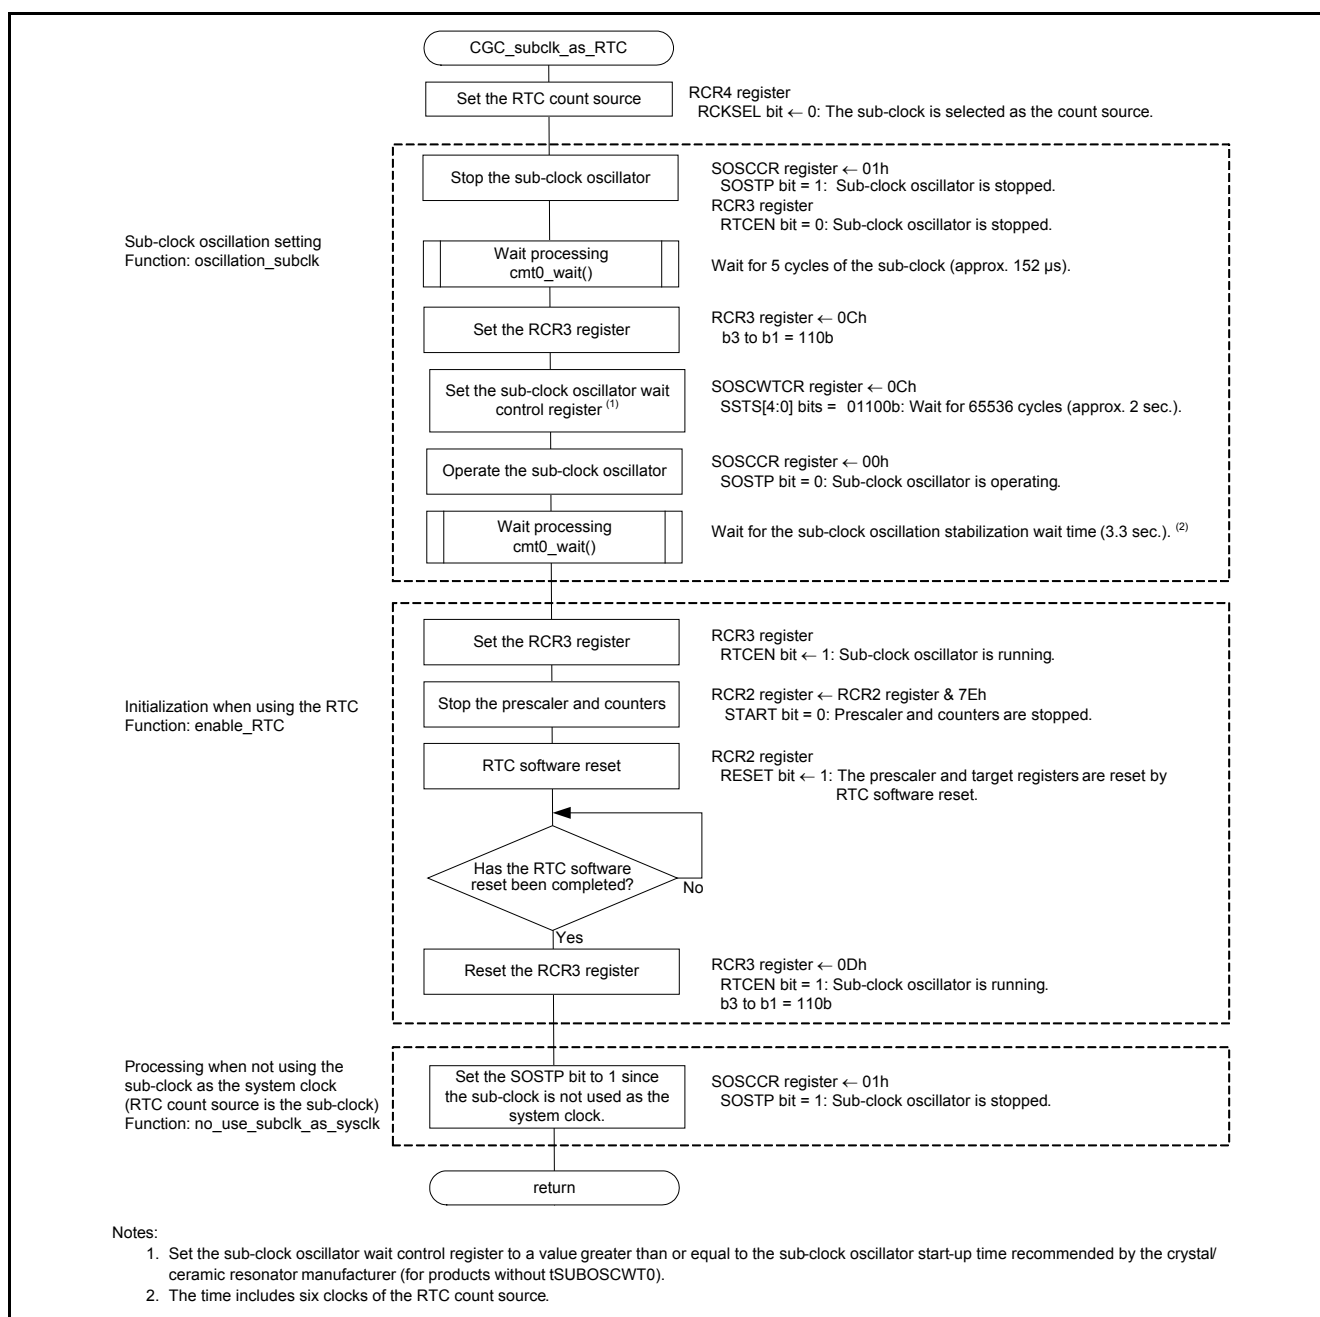 CGC_subclk_as_RTC
Set the RTC count source
RCR4 register
RCKSEL bit ← 0: The sub-clock is selected as the count source.
Sub-clock oscillation setting
Function: oscillation_subclk
Stop the sub-clock oscillator
SOSCCR register ← 01h
SOSTP bit = 1: Sub-clock oscillator is stopped.
RCR3 register
RTCEN bit = 0: Sub-clock oscillator is stopped.
Wait processing
cmt0_wait()
Wait for 5 cycles of the sub-clock (approx. 152 µs).
Set the RCR3 register
RCR3 register ← 0Ch
b3 to b1 = 110b
Set the sub-clock oscillator wait
control register (1)
SOSCWTCR register ← 0Ch
SSTS[4:0] bits = 01100b: Wait for 65536 cycles (approx. 2 sec.).
Operate the sub-clock oscillator
SOSCCR register ← 00h
SOSTP bit = 0: Sub-clock oscillator is operating.
Wait processing
cmt0_wait()
Wait for the sub-clock oscillation stabilization wait time (3.3 sec.). (2)
Initialization when using the RTC
Function: enable_RTC
Set the RCR3 register
RCR3 register
RTCEN bit ← 1: Sub-clock oscillator is running.
Stop the prescaler and counters
RCR2 register ← RCR2 register & 7Eh
START bit = 0: Prescaler and counters are stopped.
RTC software reset
RCR2 register
RESET bit ← 1: The prescaler and target registers are reset by
RTC software reset.
Has the RTC software
reset been completed?
No
Yes
Reset the RCR3 register
RCR3 register ← 0Dh
RTCEN bit = 1: Sub-clock oscillator is running.
b3 to b1 = 110b
Processing when not using the
sub-clock as the system clock
(RTC count source is the sub-clock)
Function: no_use_subclk_as_sysclk
Set the SOSTP bit to 1 since
the sub-clock is not used as the
system clock.
SOSCCR register ← 01h
SOSTP bit = 1: Sub-clock oscillator is stopped.
return
Notes:
1. Set the sub-clock oscillator wait control register to a value greater than or equal to the sub-clock oscillator start-up time recommended by the crystal/
ceramic resonator manufacturer (for products without tSUBOSCWT0).
2. The time includes six clocks of the RTC count source.